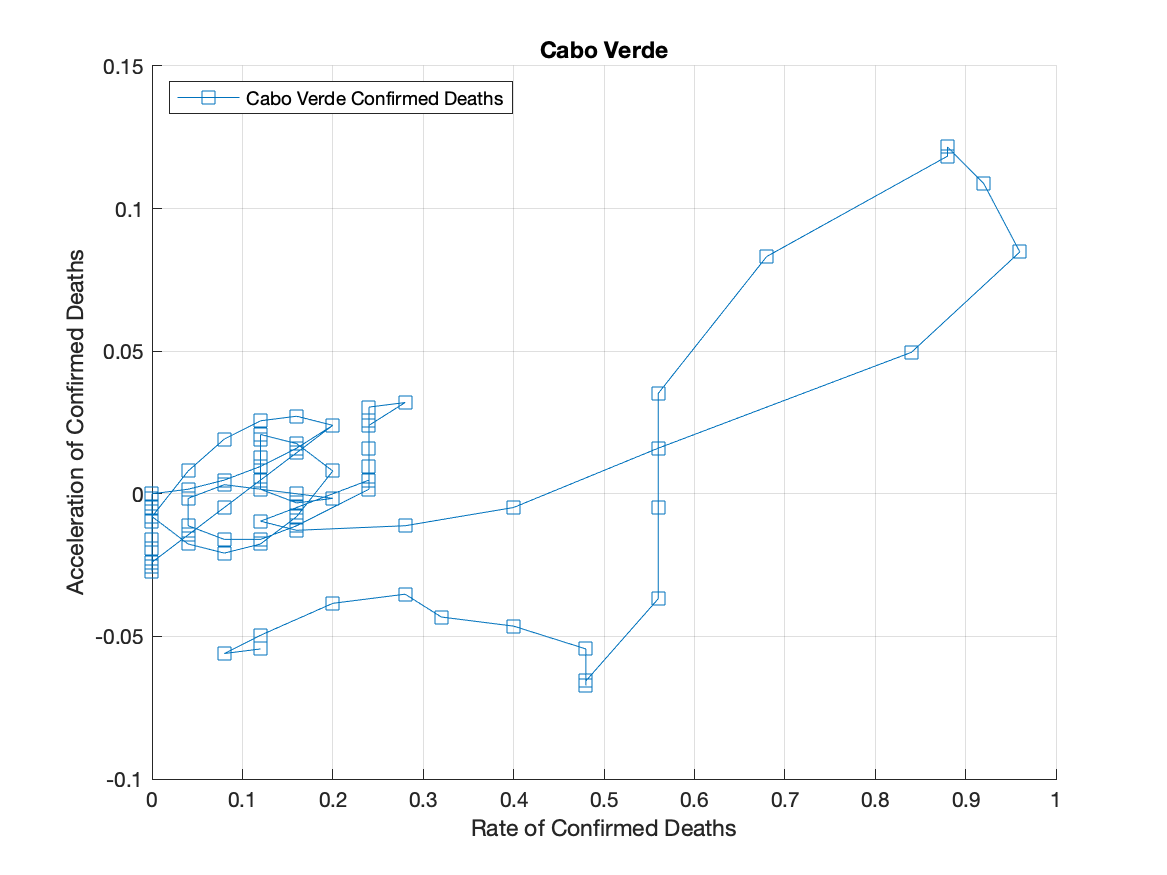 Cabo Verde
0.15
Cabo Verde Confirmed Deaths
0.1
0.05
0
-0.05
-0.1
Acceleration of Confirmed Deaths
0 0.1 0.2 0.3 0.4 0.5 0.6 0.7 0.8 0.9 1
Rate of Confirmed Deaths